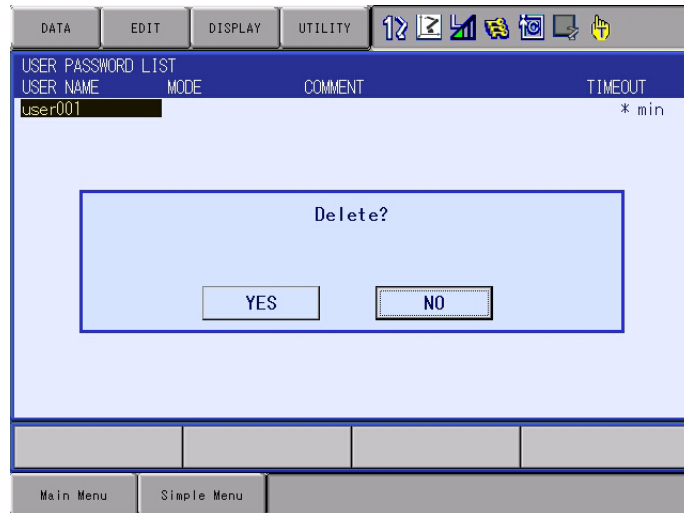 DATA EDIT DISPLAY UTILITY
USER PASSWORD LIST
USER NAME MODE COMMENT TIMEOUT
user001 * min
Delete?
YES NO
Main Menu Simple Menu